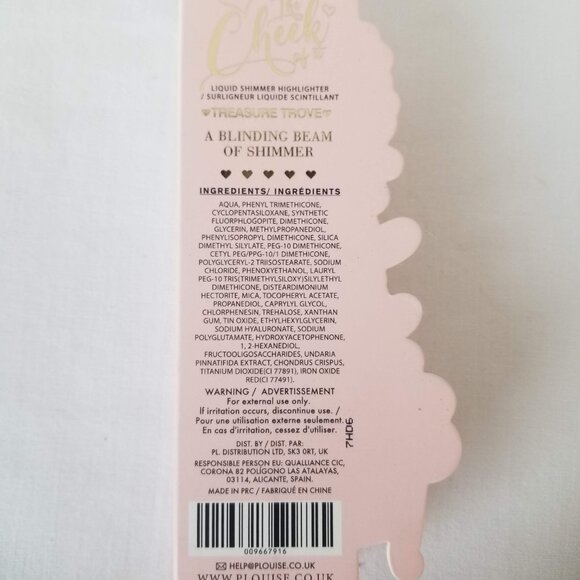 The
Cheek
of it
LIQUID SHIMMER HIGHLIGHTER
/ SURLIGNEUR LIQUIDE SCINTILLANT
TREASURE TROVE
A BLINDING BEAM
OF SHIMMER
INGREDIENTS/ INGRÉDIENTS
AQUA, PHENYL TRIMETHICONE,
CYCLOPENTASILOXANE, SYNTHETIC
FLUORPHLOGOPITE, DIMETHICONE,
GLYCERIN, METHYLPROPANEDIOL,
PHENYLISOPROPYL DIMETHICONE, SILICA
DIMETHYL SILYLATE, PEG-10 DIMETHICONE,
CETYL PEG/PPG-10/1 DIMETHICONE,
POLYGLYCERYL-2 TRIISOSTEARATE, SODIUM
CHLORIDE, PHENOXYETHANOL, LAURYL
PEG-10 TRIS(TRIMETHYLSILOXY)SILYLETHYL
DIMETHICONE, DISTEARDIMONIUM
HECTORITE, MICA, TOCOPHERYL ACETATE,
PROPANEDIOL, CAPRYLYL GLYCOL,
CHLORPHENESIN, TREHALOSE, XANTHAN
GUM, TIN OXIDE, ETHYLHEXYLGLYCERIN,
SODIUM HYALURONATE, SODIUM
POLYGLUTAMATE, HYDROXYACETOPHENONE,
1, 2-HEXANEDIOL,
FRUCTOOLIGOSACCHARIDES, UNDARIA
PINNATIFIDA EXTRACT, CHONDRUS CRISPUS,
TITANIUM DIOXIDE(CI 77891), IRON OXIDE
RED(CI 77491).
WARNING / ADVERTISSEMENT
For external use only.
If irritation occurs, discontinue use. /
Pour une utilisation externe seulement.
En cas d'irritation, cessez d'utiliser.
7HD6
DIST. BY / DIST. PAR:
PL. DISTRIBUTION LTD, SK3 0RT, UK
RESPONSIBLE PERSON EU: QUALLIANCE CIC,
CORONA 82 POLÍGONO LAS ATALAYAS,
03114, ALICANTE, SPAIN.
MADE IN PRC / FABRIQUÉ EN CHINE
009667916
HELP@PLOUISE.CO.UK
WWW.PLOUISE.CO.UK